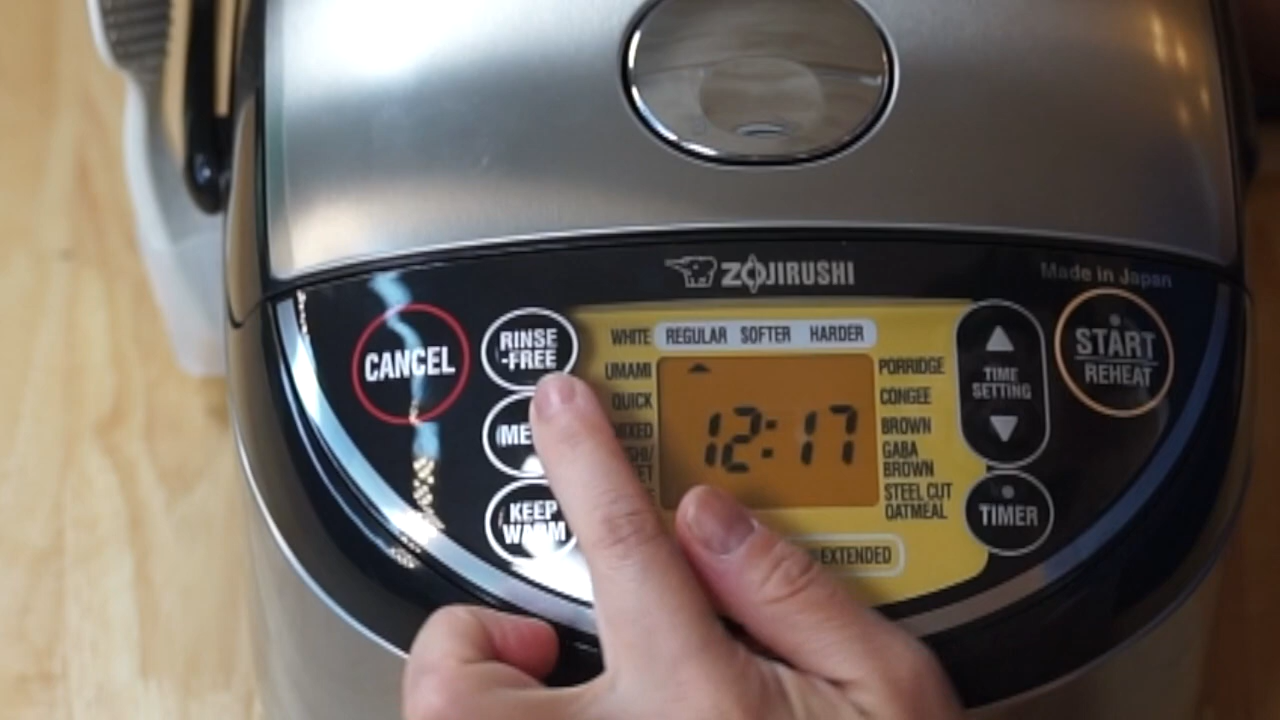 ZOJIRUSHI
Made in Japan
CANCEL
RINSE
-FREE
KEEP
WARM
WHITE REGULAR SOFTER HARDER
UMAMI
QUICK
12:17
PORRIDGE
CONGEE
BROWN
GABA
BROWN
STEEL CUT
OATMEAL
EXTENDED
TIME
SETTING
TIMER
START
REHEAT